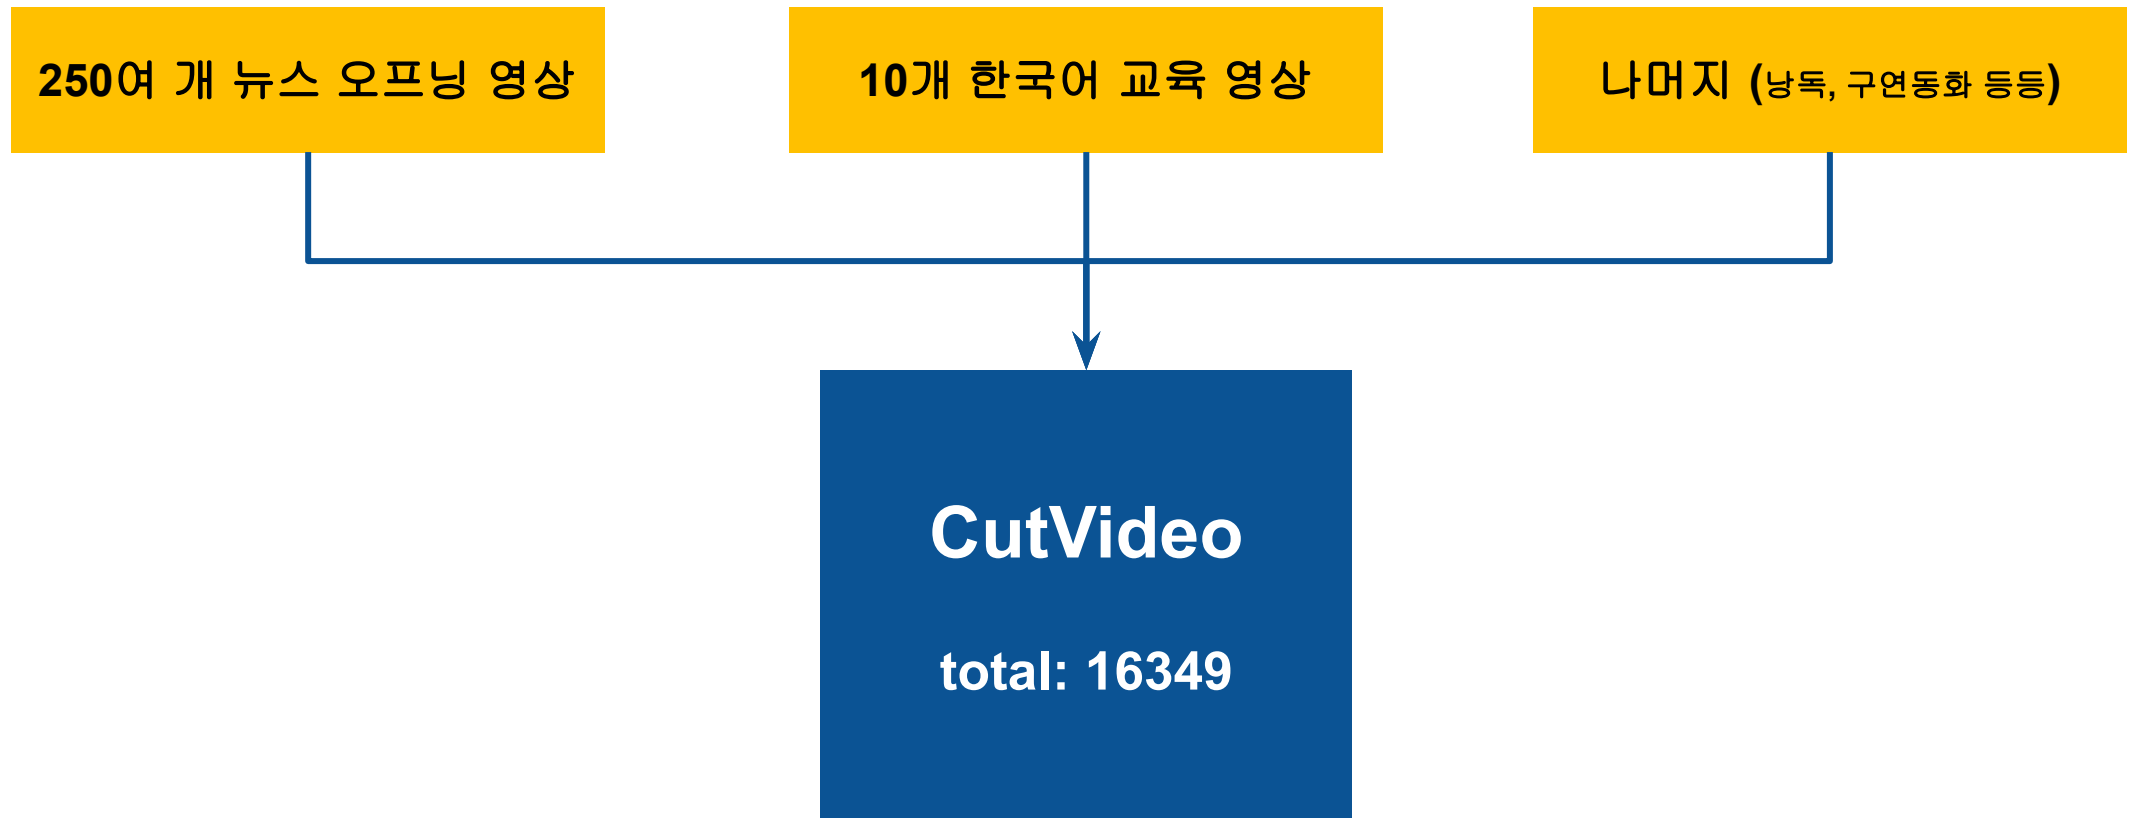 250여 개 뉴스 오프닝 영상
10개 한국어 교육 영상
나머지 (낭독, 구연동화 등등)
CutVideo
total: 16349